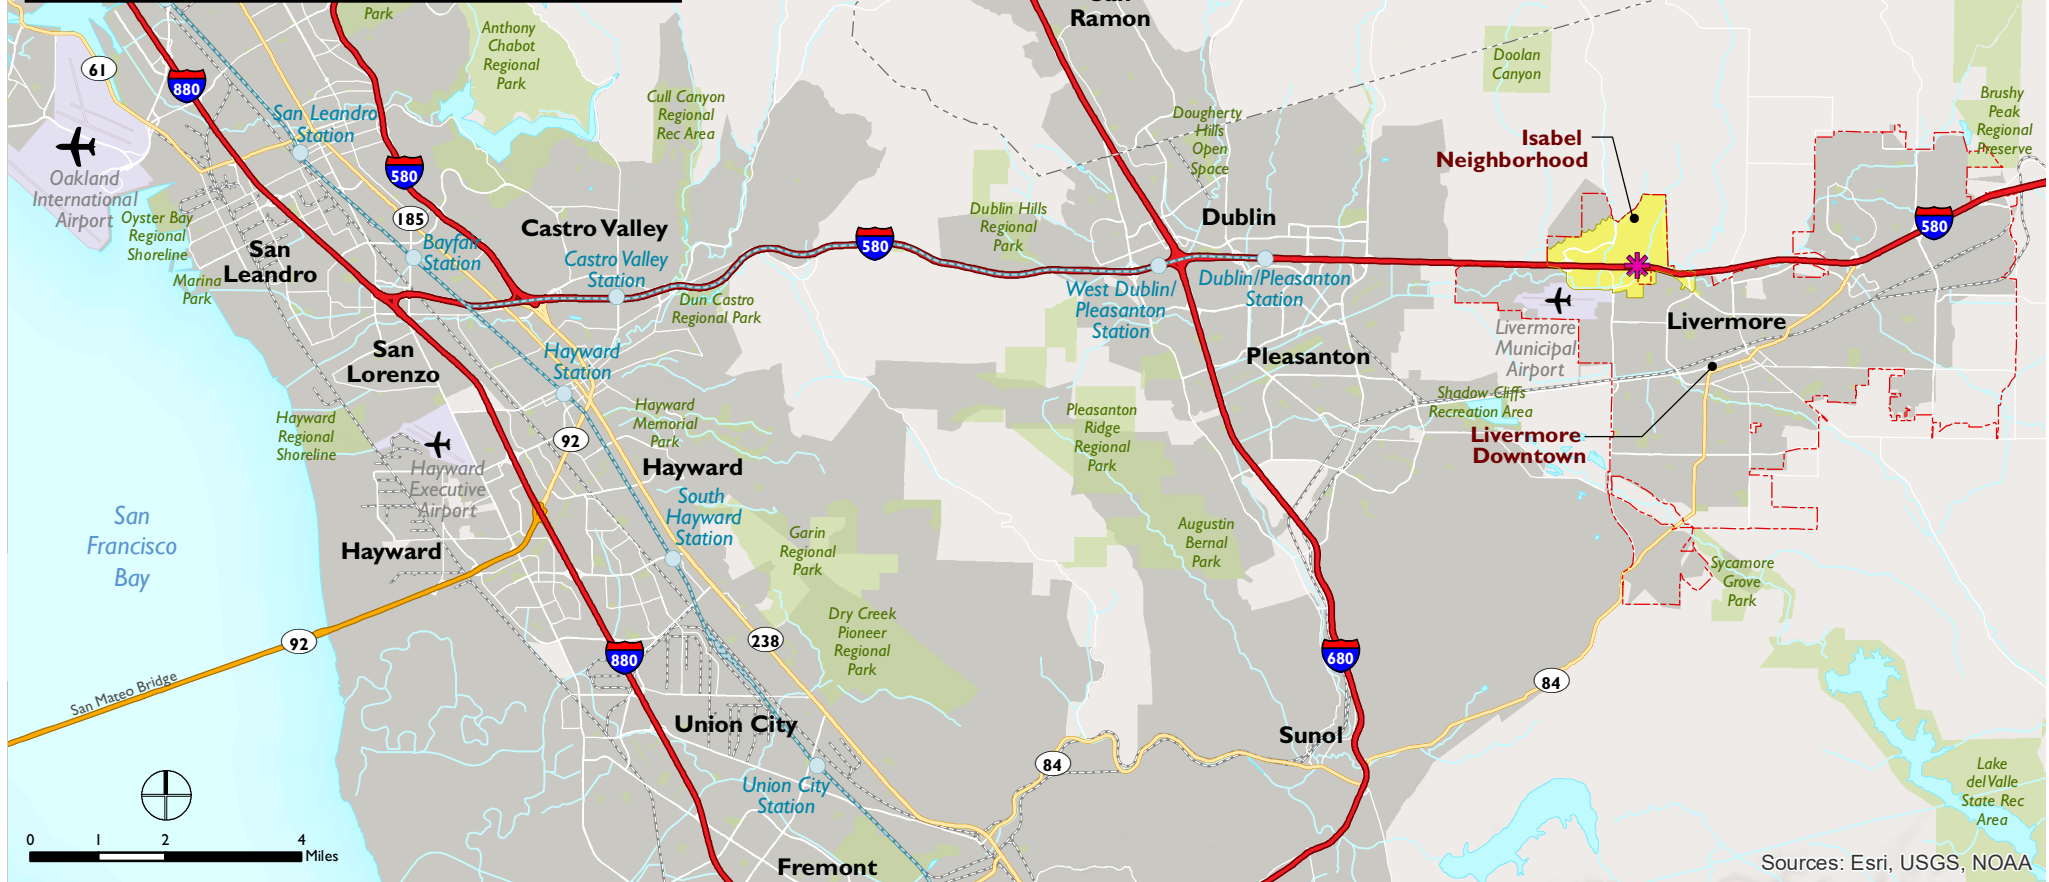 Park
San
Ramon
Anthony
Chabot
Regional
Park
61
880
Doolan
Canyon
Cull Canyon
Regional
Rec Area
Brushy
Peak
Regional
Preserve
San Leandro
Station
Dougherty
Hills
Open
Space
Isabel
Neighborhood
Oakland
International
Airport
580
185
Oyster Bay
Regional
Shoreline
Castro Valley
Dublin Hills
Regional
Park
Dublin
580
580
San
Leandro
Bayfair
Station
Castro Valley
Station
Marina
Park
Dun Castro
Regional Park
West Dublin/
Pleasanton
Station
Dublin/Pleasanton
Station
Livermore
Municipal
Airport
Livermore
San
Lorenzo
Hayward
Station
Pleasanton
Shadow Cliffs
Recreation Area
Hayward
Regional
Shoreline
Hayward
Memorial
Park
Pleasanton
Ridge
Regional
Park
92
Livermore
Downtown
Hayward
Executive
Airport
Hayward
South
Hayward
Station
San
Francisco
Bay
Hayward
Garin
Regional
Park
Augustin
Bernal
Park
Sycamore
Grove
Park
92
238
Dry Creek
Pioneer
Regional
Park
880
680
84
San Mateo Bridge
Union City
Sunol
84
Union City
Station
Lake
del Valle
State Rec
Area
0 1 2 4
Miles
Fremont
Sources: Esri, USGS, NOAA